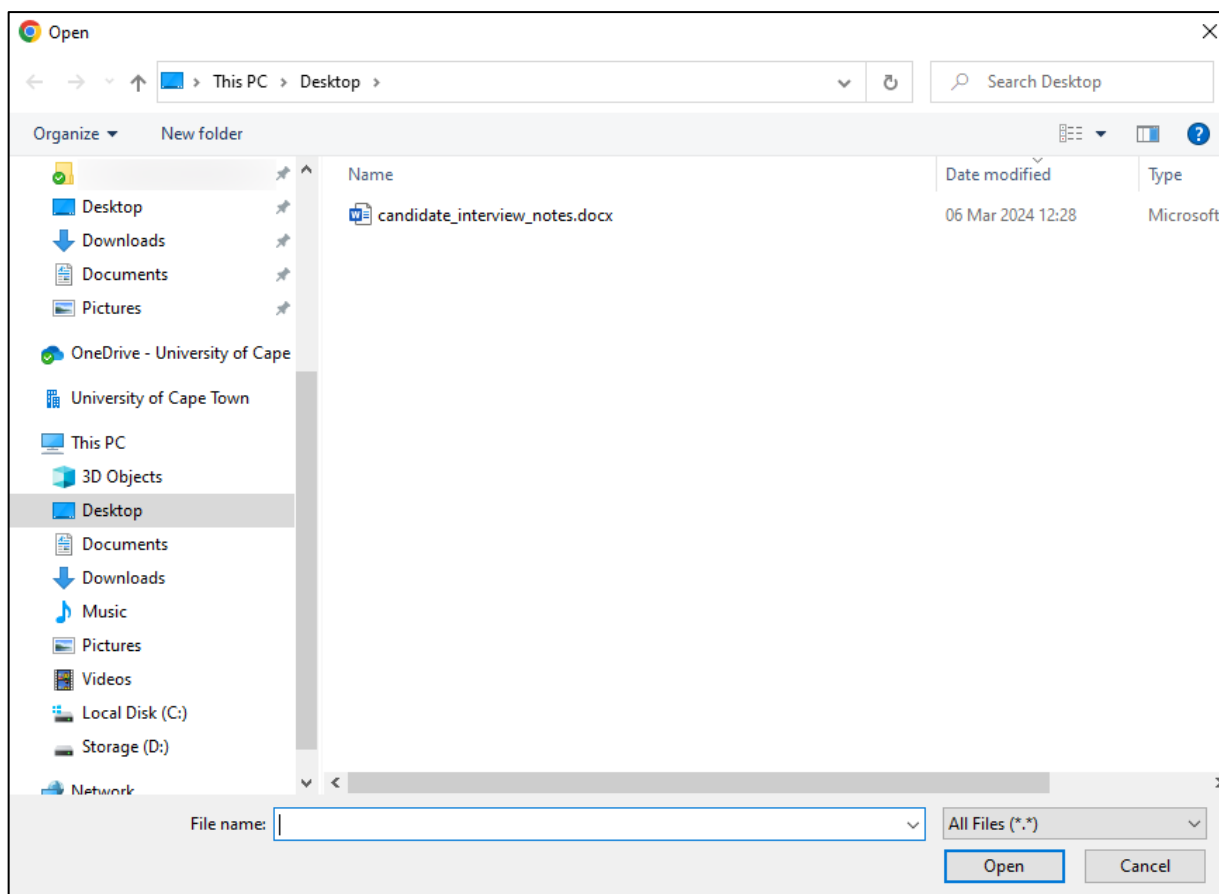 Open
This PC > Desktop >
Search Desktop
Organize
New folder
Desktop
Downloads
Documents
Pictures
OneDrive - University of Cape
University of Cape Town
This PC
3D Objects
Desktop
Documents
Downloads
Music
Pictures
Videos
Local Disk (C:)
Storage (D:)
Network
Name Date modified Type
candidate_interview_notes.docx 06 Mar 2024 12:28 Microsoft
File name:
All Files (*.*)
Open
Cancel